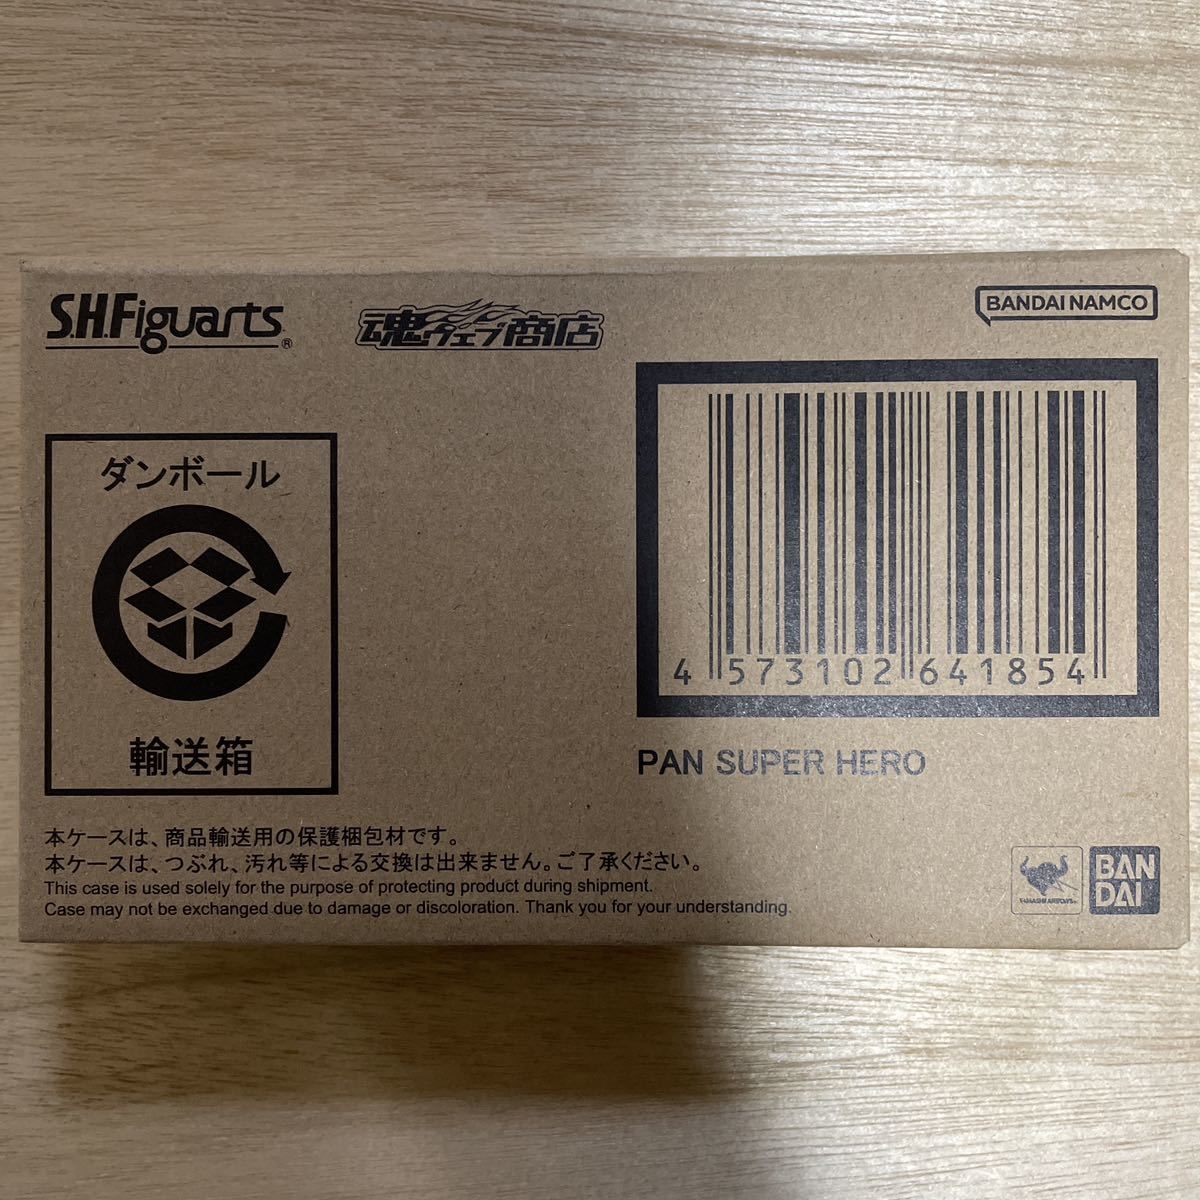 S.H.Figuarts®
魂ウェブ商店
BANDAI NAMCO
ダンボール
輸送箱
4 573102 641854
PAN SUPER HERO
本ケースは、商品輸送用の保護梱包材です。
本ケースは、つぶれ、汚れ等による交換は出来ません。ご了承ください。
This case is used solely for the purpose of protecting product during shipment.
Case may not be exchanged due to damage or discoloration. Thank you for your understanding.
TAMASHII NATIONS
BAN
DAI